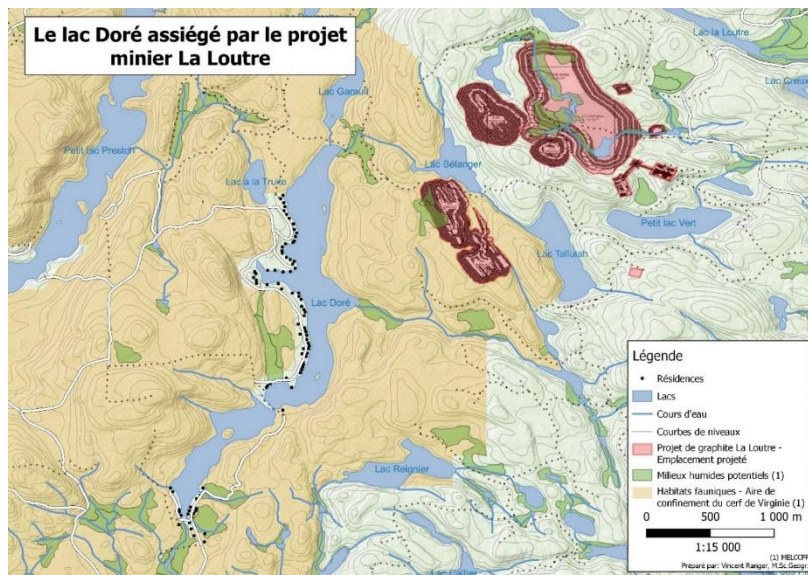 Le lac Doré assiégé par le projet
minier La Loutre
Lac la Loutre
Lac Creux
Lac Garault
Petit lac Preston
Lac à la Truite
Lac Bélanger
Petit lac Vert
Lac Tallulah
Lac Doré
Lac Reignier
Lac Callier
Légende
Résidences
Lacs
Cours d'eau
Courbes de niveaux
Projet de graphite La Loutre -
Emplacement projeté
Milieux humides potentiels (1)
Habitats fauniques - Aire de
confinement du cerf de Virginie (1)
0 500 1 000 m
1:15 000
(1) MELCCFP
Préparé par: Vincent Ranger, M.Sc.Géogr